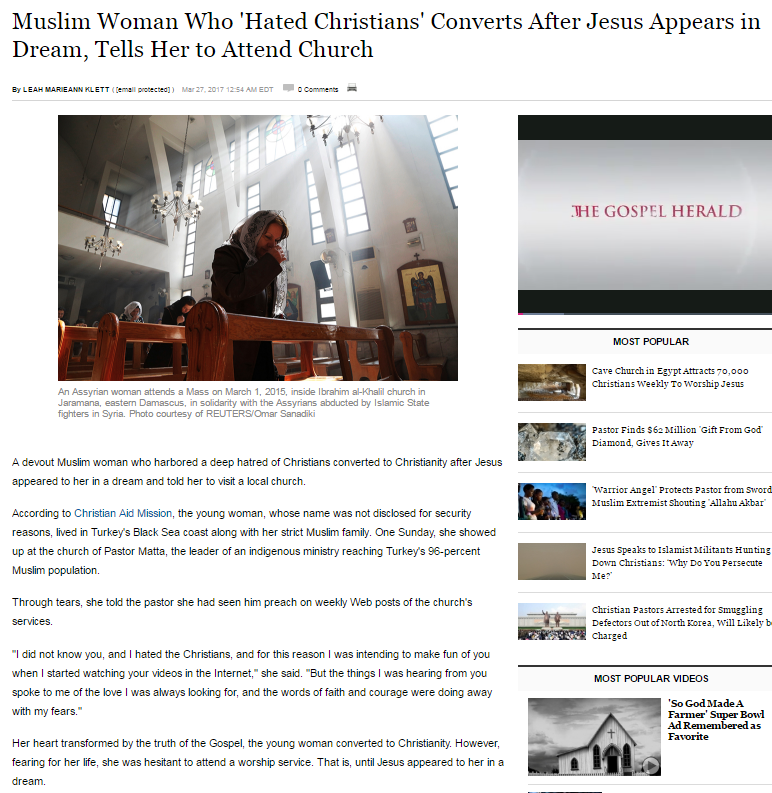 Muslim Woman Who 'Hated Christians' Converts After Jesus Appears in
Dream, Tells Her to Attend Church
By LEAH MARIEANN KLETT ( [email protected] ) Mar 27, 2017 12:54 AM EDT 0 Comments
An Assyrian woman attends a Mass on March 1, 2015, inside Ibrahim al-Khalil church in
Jaramana, eastern Damascus, in solidarity with the Assyrians abducted by Islamic State
fighters in Syria. Photo courtesy of REUTERS/Omar Sanadiki
A devout Muslim woman who harbored a deep hatred of Christians converted to Christianity after Jesus
appeared to her in a dream and told her to visit a local church.
According to Christian Aid Mission, the young woman, whose name was not disclosed for security
reasons, lived in Turkey's Black Sea coast along with her strict Muslim family. One Sunday, she showed
up at the church of Pastor Matta, the leader of an indigenous ministry reaching Turkey's 96-percent
Muslim population.
Through tears, she told the pastor she had seen him preach on weekly Web posts of the church's
services.
"I did not know you, and I hated the Christians, and for this reason I was intending to make fun of you
when I started watching your videos in the Internet," she said. "But the things I was hearing from you
spoke to me of the love I was always looking for, and the words of faith and courage were doing away
with my fears."
Her heart transformed by the truth of the Gospel, the young woman converted to Christianity. However,
fearing for her life, she was hesitant to attend a worship service. That is, until Jesus appeared to her in a
dream.
THE GOSPEL HERALD
MOST POPULAR
Cave Church in Egypt Attracts 70,000
Christians Weekly To Worship Jesus
Pastor Finds $62 Million 'Gift From God'
Diamond, Gives It Away
'Warrior Angel' Protects Pastor from Sword
Muslim Extremist Shouting 'Allahu Akbar'
Jesus Speaks to Islamist Militants Hunting
Down Christians: 'Why Do You Persecute
Me?'
Christian Pastors Arrested for Smuggling
Defectors Out of North Korea, Will Likely b
Charged
MOST POPULAR VIDEOS
'So God Made A
Farmer' Super Bowl
Ad Remembered as
Favorite